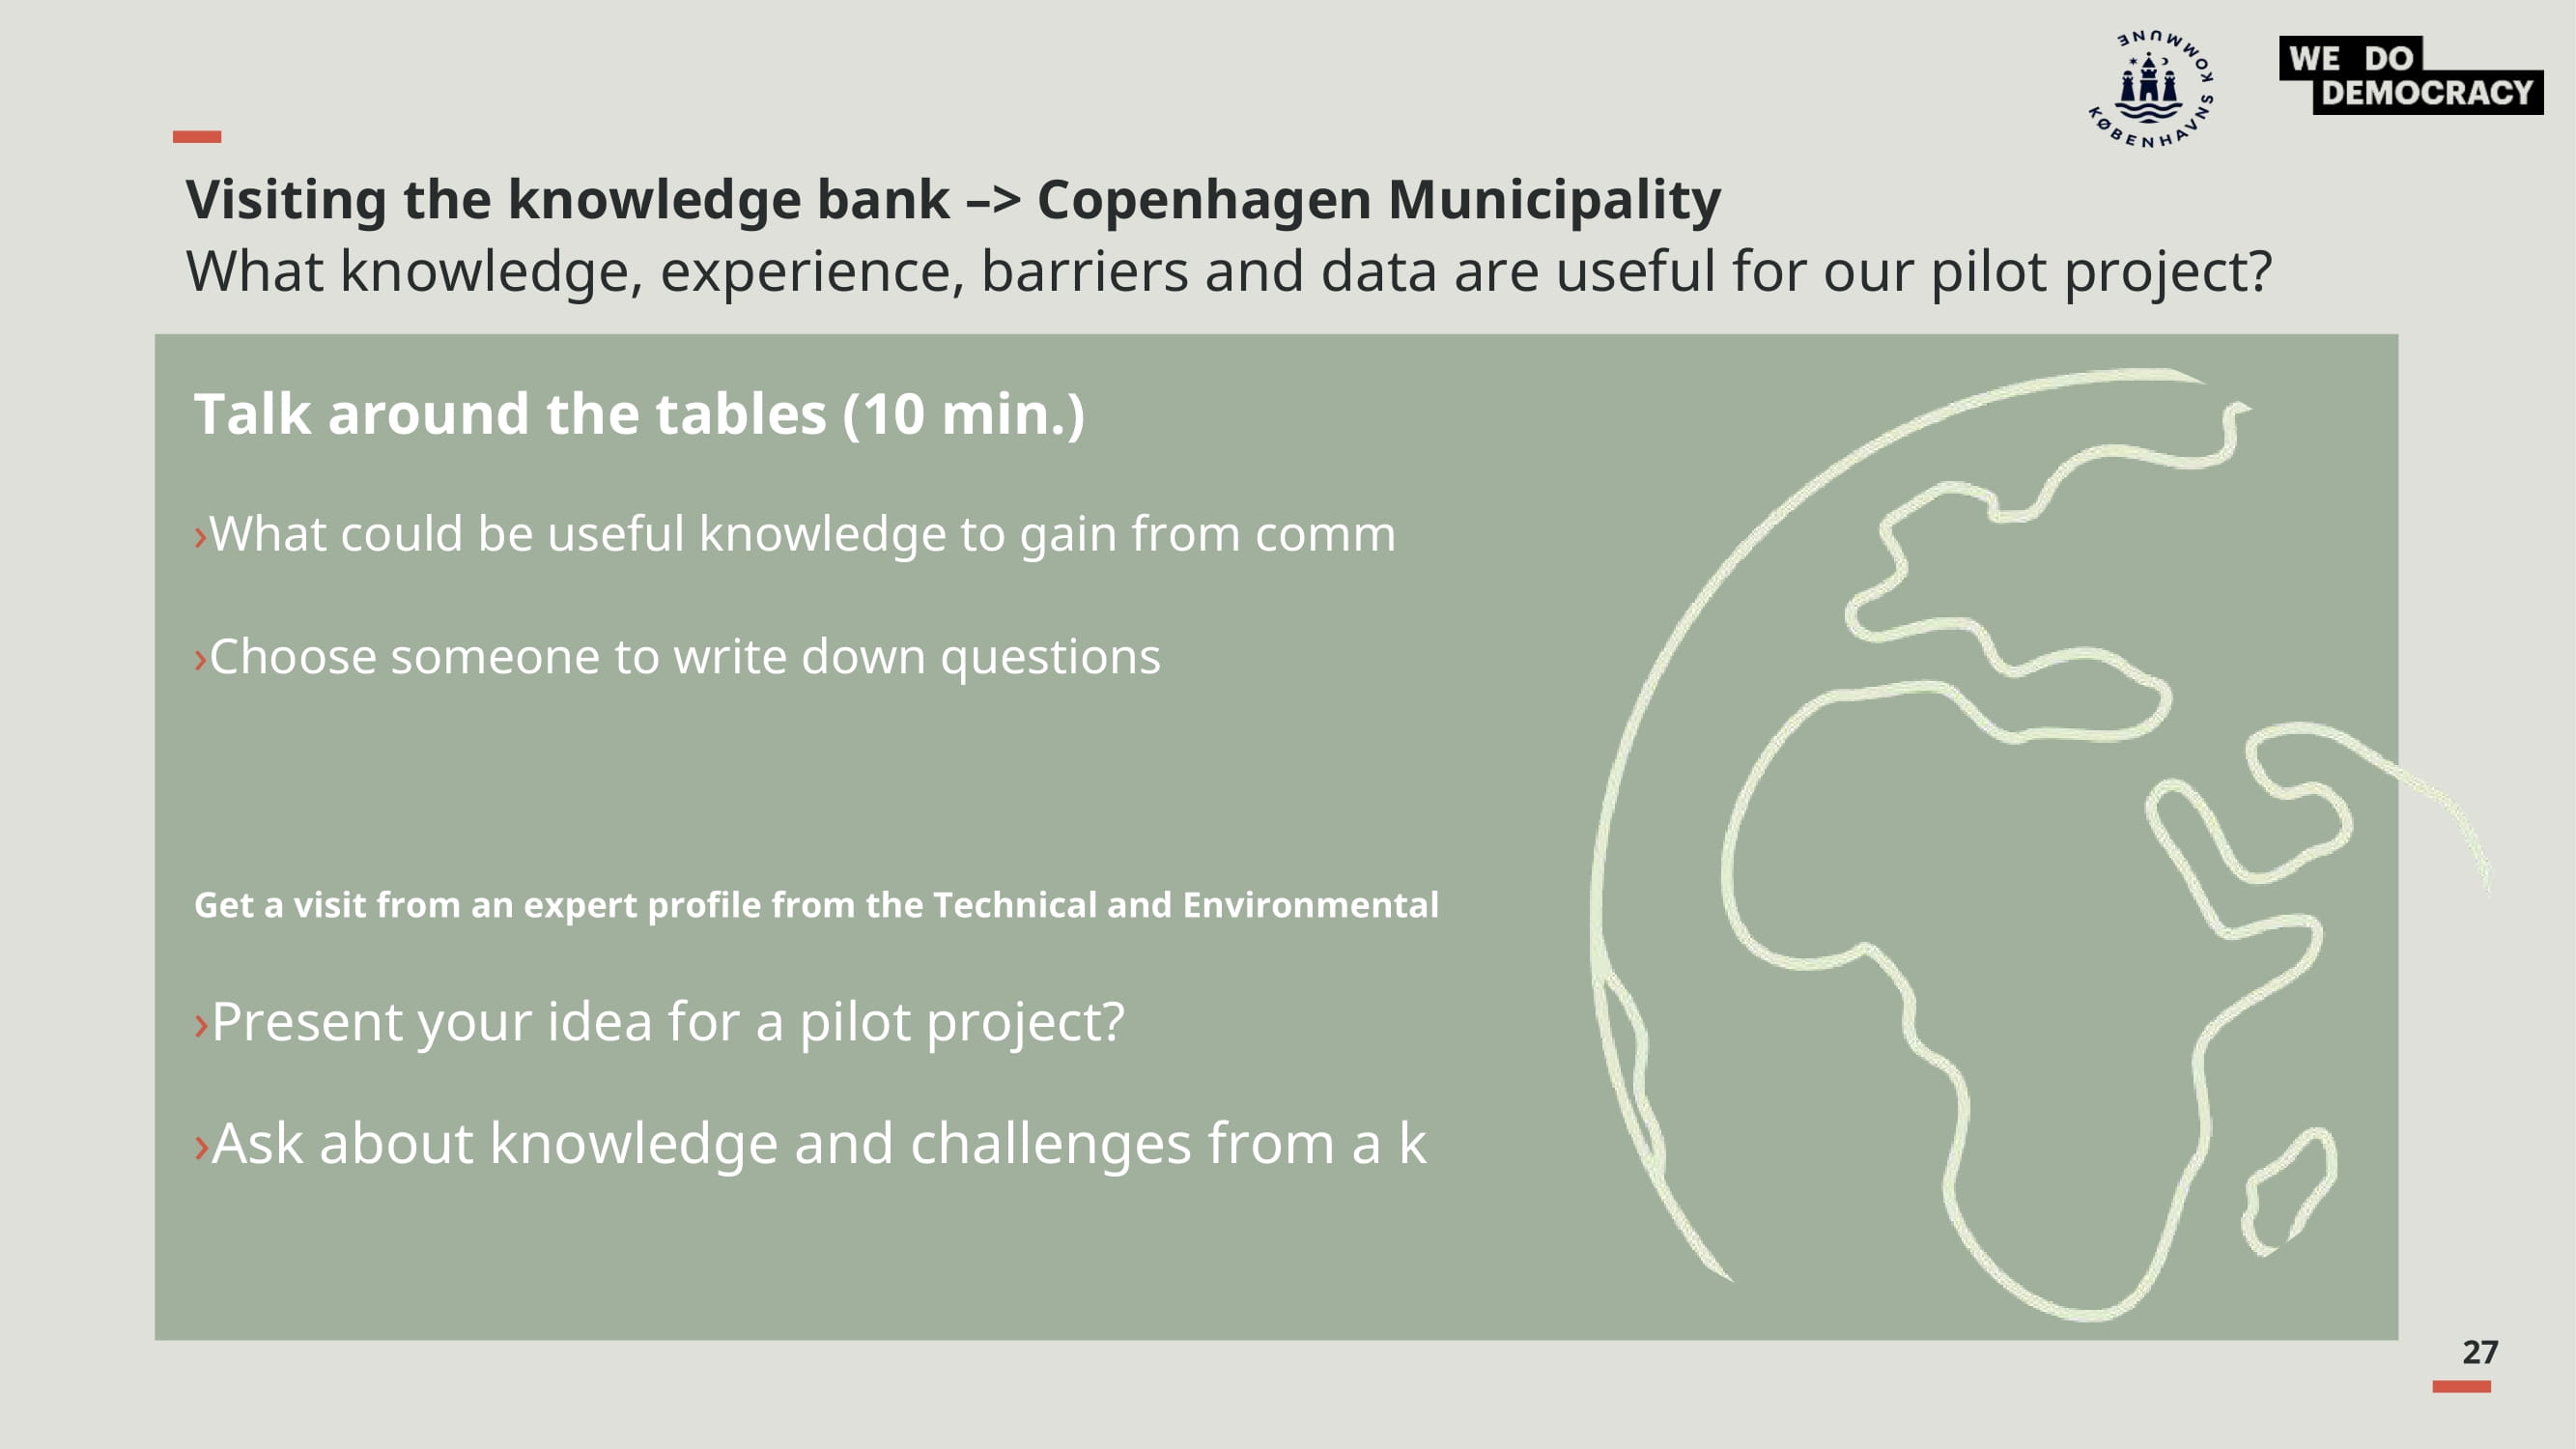 KØBENHAVNS KOMMUNE
WE DO
DEMOCRACY
Visiting the knowledge bank –> Copenhagen Municipality
What knowledge, experience, barriers and data are useful for our pilot project?
Talk around the tables (10 min.)
›What could be useful knowledge to gain from comm
›Choose someone to write down questions
Get a visit from an expert profile from the Technical and Environmental
›Present your idea for a pilot project?
›Ask about knowledge and challenges from a k
27